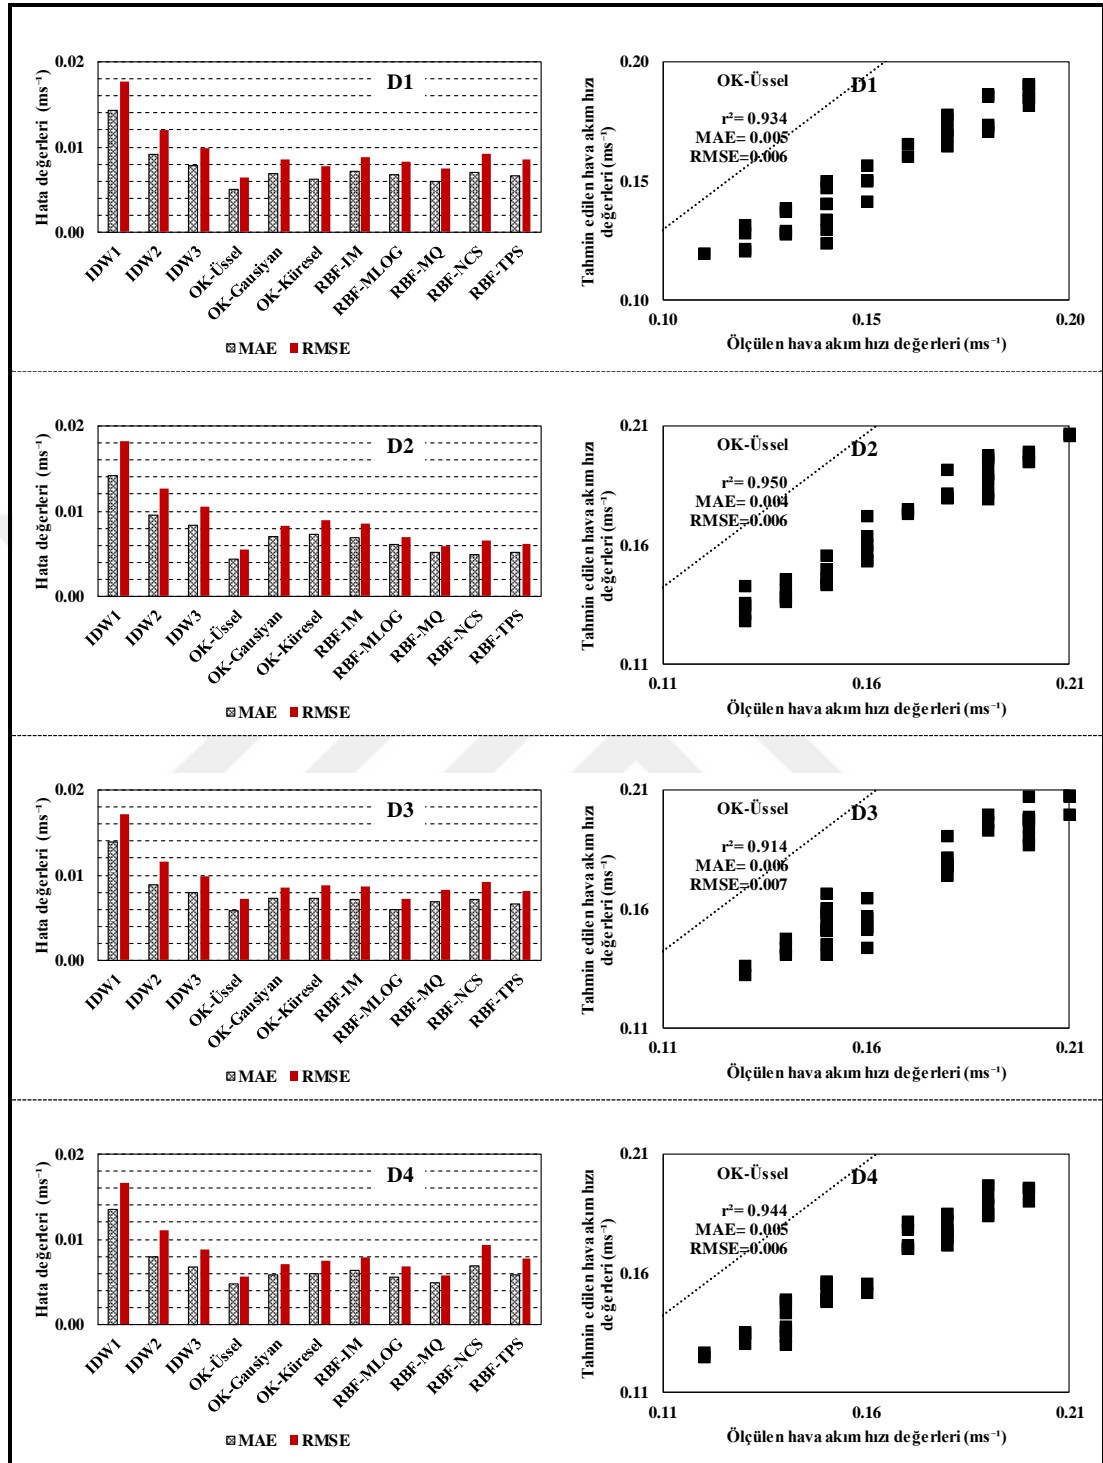 Hata değerleri (ms⁻¹)
0.02
0.01
0.00
D1
IDW1
IDW2
IDW3
OK-Üssel
OK-Gausiyan
OK-Küresel
RBF-IM
RBF-MLOG
RBF-MQ
RBF-NCS
RBF-TPS
MAE RMSE
Tahmin edilen hava akım hızı
değerleri (ms⁻¹)
0.20
0.15
0.10
OK-Üssel
D1
r²= 0.934
MAE= 0.005
RMSE=0.006
0.10 0.15 0.20
Ölçülen hava akım hızı değerleri (ms⁻¹)
Hata değerleri (ms⁻¹)
0.02
0.01
0.00
D2
IDW1
IDW2
IDW3
OK-Üssel
OK-Gausiyan
OK-Küresel
RBF-IM
RBF-MLOG
RBF-MQ
RBF-NCS
RBF-TPS
MAE RMSE
Tahmin edilen hava akım hızı
değerleri (ms⁻¹)
0.21
0.16
0.11
OK-Üssel
D2
r²= 0.950
MAE= 0.004
RMSE=0.006
0.11 0.16 0.21
Ölçülen hava akım hızı değerleri (ms⁻¹)
Hata değerleri (ms⁻¹)
0.02
0.01
0.00
D3
IDW1
IDW2
IDW3
OK-Üssel
OK-Gausiyan
OK-Küresel
RBF-IM
RBF-MLOG
RBF-MQ
RBF-NCS
RBF-TPS
MAE RMSE
Tahmin edilen hava akım hızı
değerleri (ms⁻¹)
0.21
0.16
0.11
OK-Üssel
D3
r²= 0.914
MAE= 0.006
RMSE=0.007
0.11 0.16 0.21
Ölçülen hava akım hızı değerleri (ms⁻¹)
Hata değerleri (ms⁻¹)
0.02
0.01
0.00
D4
IDW1
IDW2
IDW3
OK-Üssel
OK-Gausiyan
OK-Küresel
RBF-IM
RBF-MLOG
RBF-MQ
RBF-NCS
RBF-TPS
MAE RMSE
Tahmin edilen hava akım hızı
değerleri (ms⁻¹)
0.21
0.16
0.11
OK-Üssel
D4
r²= 0.944
MAE= 0.005
RMSE=0.006
0.11 0.16 0.21
Ölçülen hava akım hızı değerleri (ms⁻¹)